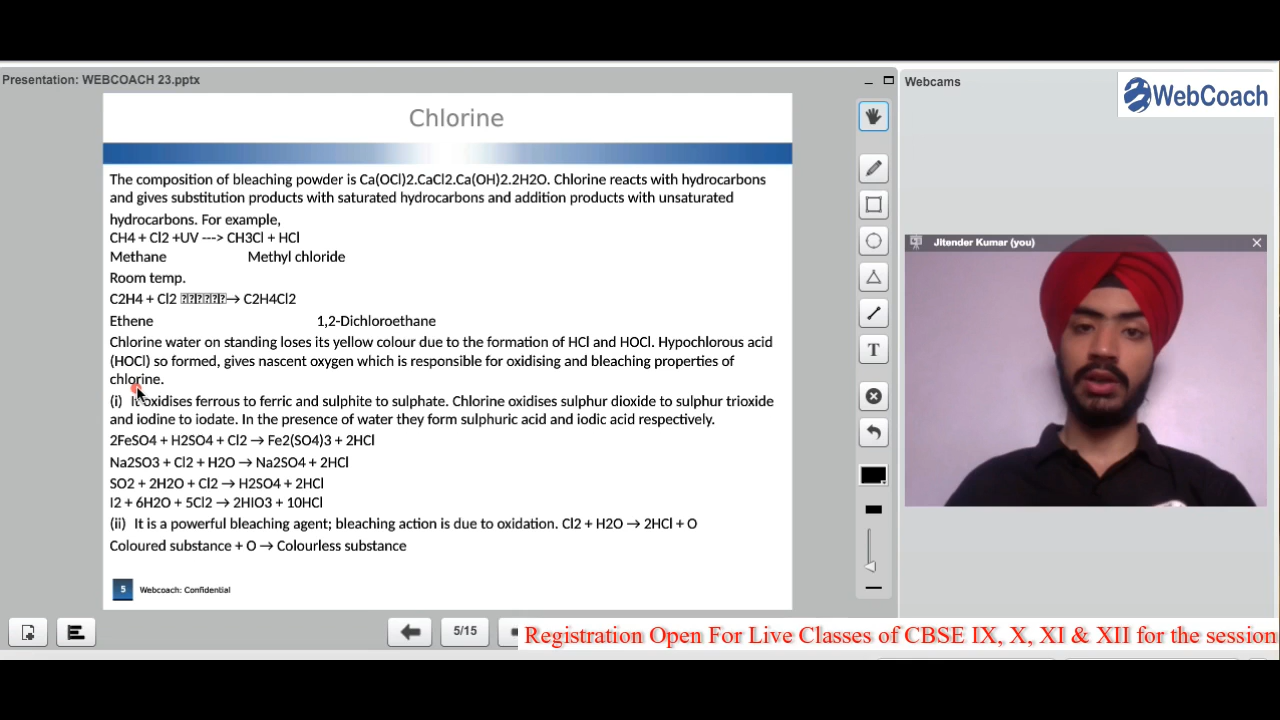 Presentation: WEBCOACH 23.pptx
Webcams
WebCoach
Chlorine
The composition of bleaching powder is Ca(OCl)2.CaCl2.Ca(OH)2.2H2O. Chlorine reacts with hydrocarbons
and gives substitution products with saturated hydrocarbons and addition products with unsaturated
hydrocarbons. For example,
CH4 + Cl2 +UV ---> CH3Cl + HCl
Methane Methyl chloride
Room temp.
C2H4 + Cl2 → C2H4Cl2
Ethene 1,2-Dichloroethane
Chlorine water on standing loses its yellow colour due to the formation of HCl and HOCl. Hypochlorous acid
(HOCl) so formed, gives nascent oxygen which is responsible for oxidising and bleaching properties of
chlorine.
(i) It oxidises ferrous to ferric and sulphite to sulphate. Chlorine oxidises sulphur dioxide to sulphur trioxide
and iodine to iodate. In the presence of water they form sulphuric acid and iodic acid respectively.
2FeSO4 + H2SO4 + Cl2 → Fe2(SO4)3 + 2HCl
Na2SO3 + Cl2 + H2O → Na2SO4 + 2HCl
SO2 + 2H2O + Cl2 → H2SO4 + 2HCl
I2 + 6H2O + 5Cl2 → 2HIO3 + 10HCl
(ii) It is a powerful bleaching agent; bleaching action is due to oxidation. Cl2 + H2O → 2HCl + O
Coloured substance + O → Colourless substance
5 Webcoach: Confidential
T
Jitender Kumar (you)
5/15
Registration Open For Live Classes of CBSE IX, X, XI & XII for the session